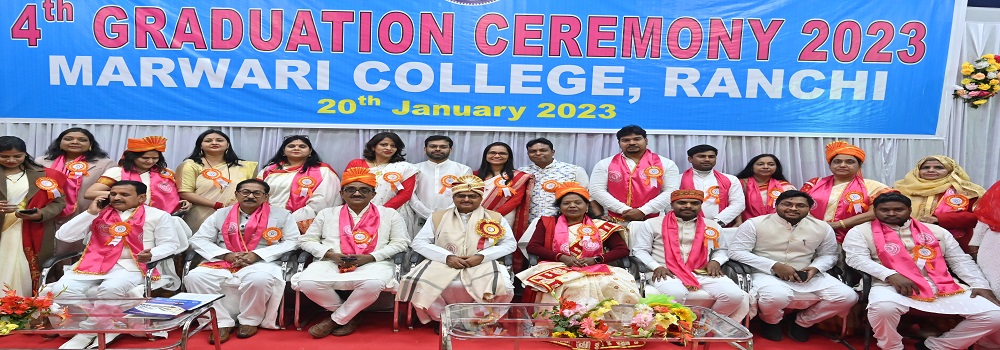 4th GRADUATION CEREMONY 2023
MARWARI COLLEGE, RANCHI
20th January 2023